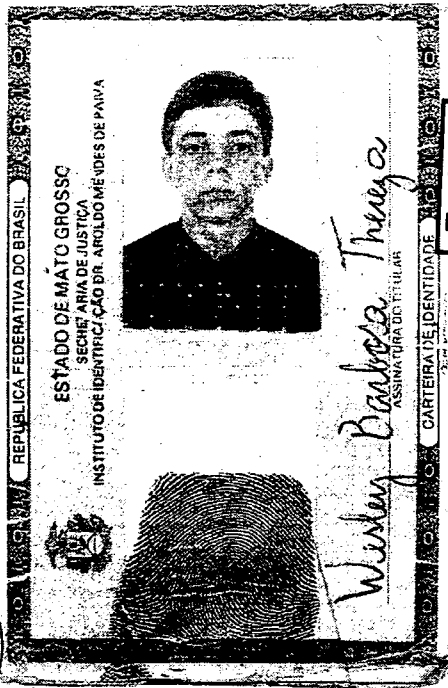 REPÚBLICA FEDERATIVA DO BRASIL
ESTADO DE MATO GROSSO
SECRETARIA DE JUSTIÇA
INSTITUTO DE IDENTIFICAÇÃO DR. AROLDO MENDES DE PAIVA
Wesley Barbosa Thereza
ASSINATURA DO TITULAR
CARTEIRA DE IDENTIDADE